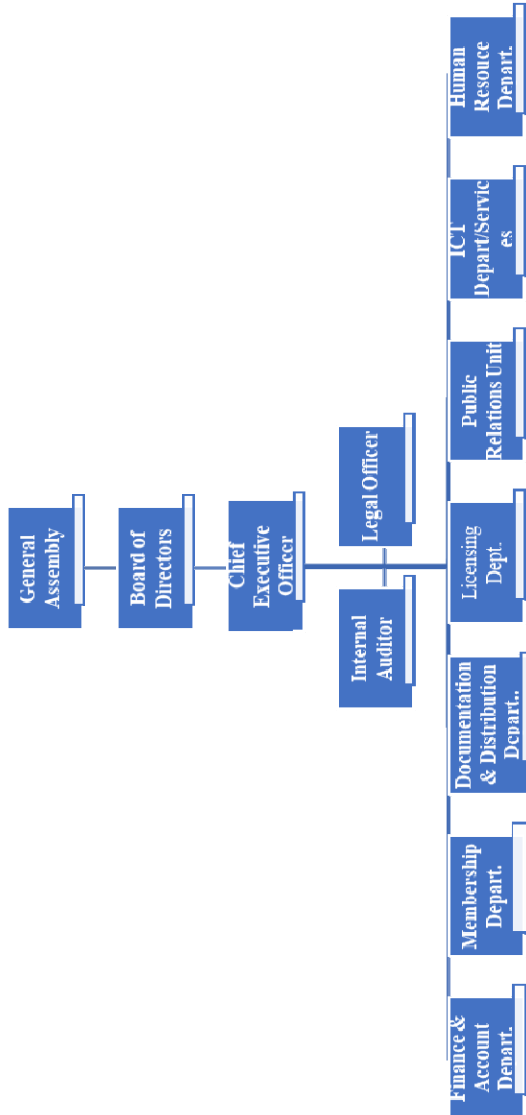 General
Assembly
Board of
Directors
Chief
Executive
Officer
Internal
Auditor
Legal Officer
Finance &
Account
Depart.
Membership
Depart.
Documentation
& Distribution
Depart..
Licensing
Dept.
Public
Relations Unit
ICT
Depart/Servic
es
Human
Resouce
Depart.